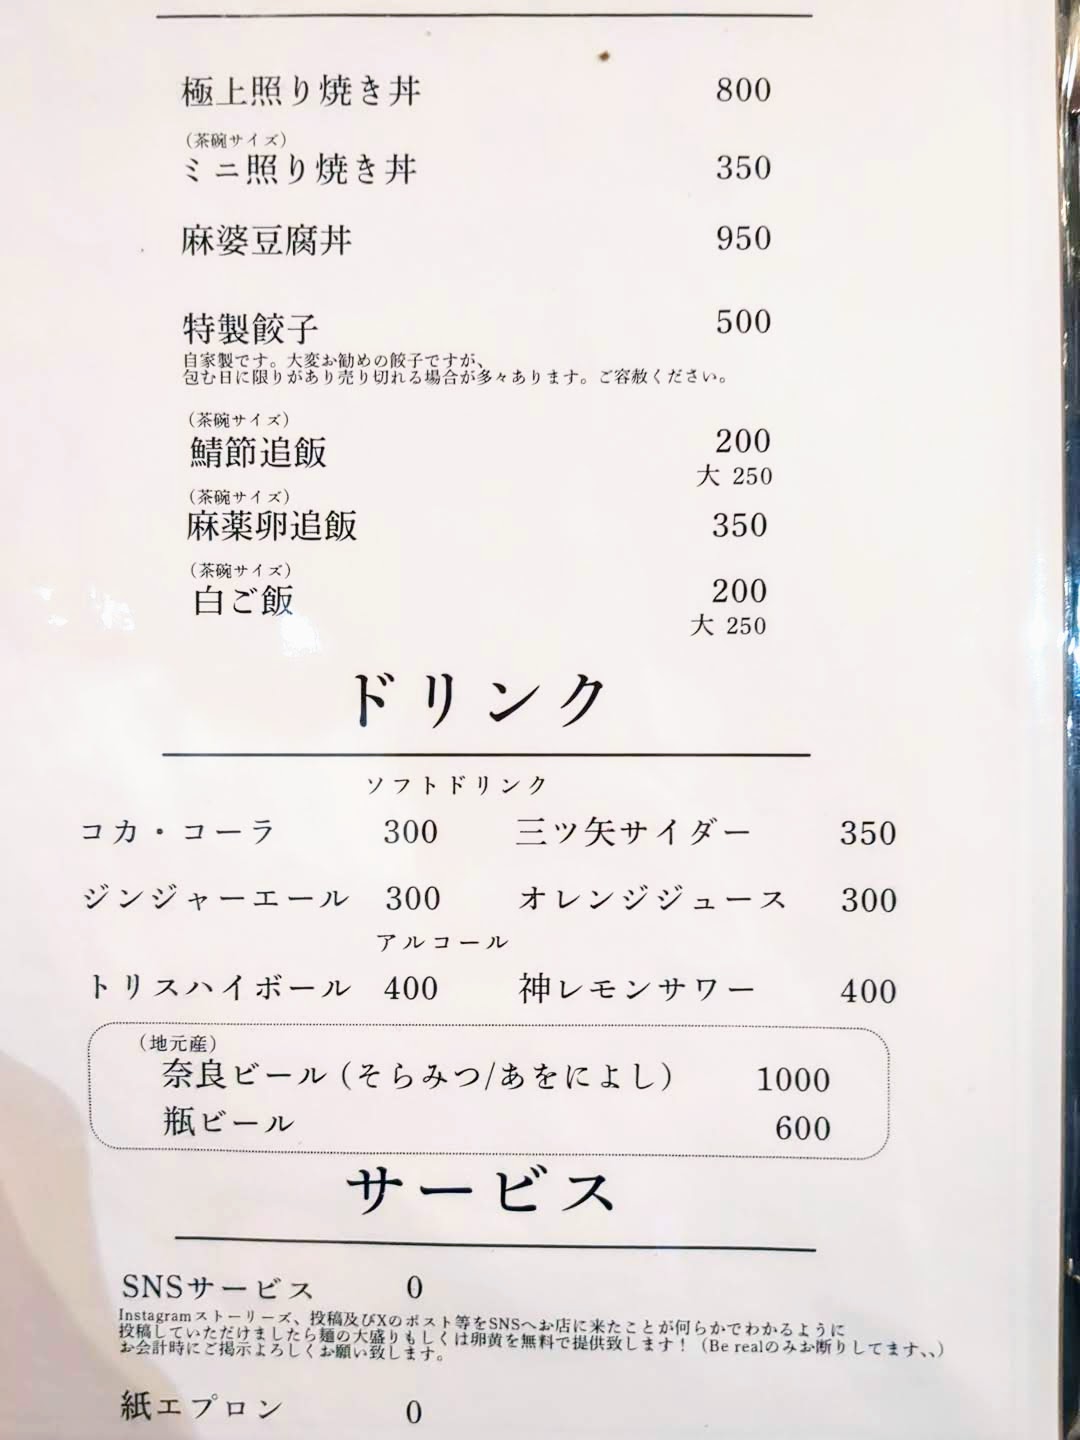 極上照り焼き丼 800
（茶碗サイズ）
ミニ照り焼き丼 350
麻婆豆腐丼 950
特製餃子 500
自家製です。大変お勧めの餃子ですが、
包む日に限りがあり売り切れる場合が多々あります。ご容赦ください。
（茶碗サイズ）
鯖節追飯 200
大 250
（茶碗サイズ）
麻薬卵追飯 350
（茶碗サイズ）
白ご飯 200
大 250
ドリンク
ソフトドリンク
コカ・コーラ 300 三ツ矢サイダー 350
ジンジャーエール 300 オレンジジュース 300
アルコール
トリスハイボール 400 神レモンサワー 400
（地元産）
奈良ビール（そらみつ/あをによし） 1000
瓶ビール 600
サービス
SNSサービス 0
Instagramストーリーズ、投稿及びXのポスト等をSNSへお店に来たことが何らかでわかるように
投稿していただけましたら麺の大盛りもしくは卵黄を無料で提供致します！（Be realのみお断りしてます、、）
お会計時にご掲示よろしくお願い致します。
紙エプロン 0